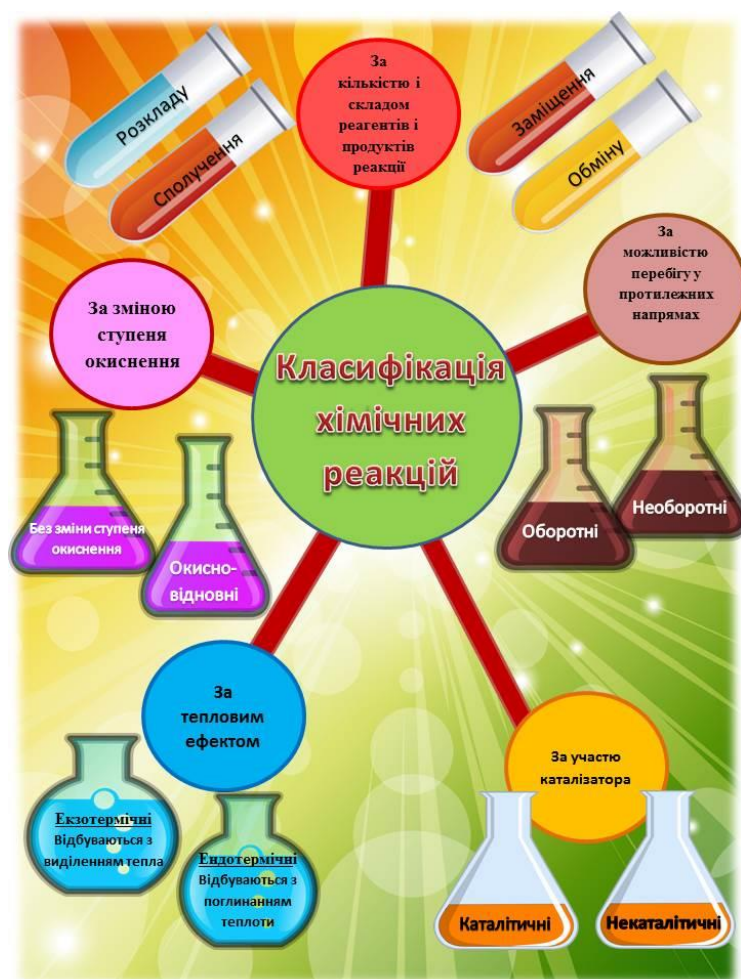 Класифікація
хімічних
реакцій
За
кількістю і
складом
реагентів і
продуктів
реакції
Розкладу
Сполучення
Заміщення
Обміну
За
можливістю
перебігу у
протилежних
напрямах
Оборотні
Необоротні
За зміною
ступеня
окиснення
Без зміни ступеня
окиснення
Окисно-
відновні
За
тепловим
ефектом
Екзотермічні
Відбуваються з
виділенням тепла
Ендотермічні
Відбуваються з
поглинанням
теплоти
За участю
каталізатора
Каталітичні
Некаталітичні